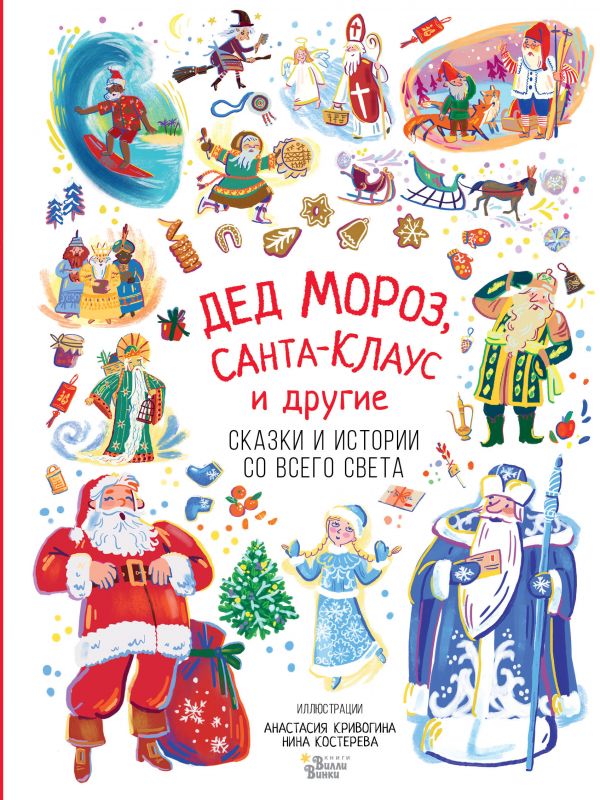 ДЕД МОРОЗ,
САНТА-КЛАУС
и другие
СКАЗКИ И ИСТОРИИ
СО ВСЕГО СВЕТА
ИЛЛЮСТРАЦИИ
АНАСТАСИЯ КРИВОГИНА
НИНА КОСТЕРЕВА
КНИГИ
Вилли
Винки